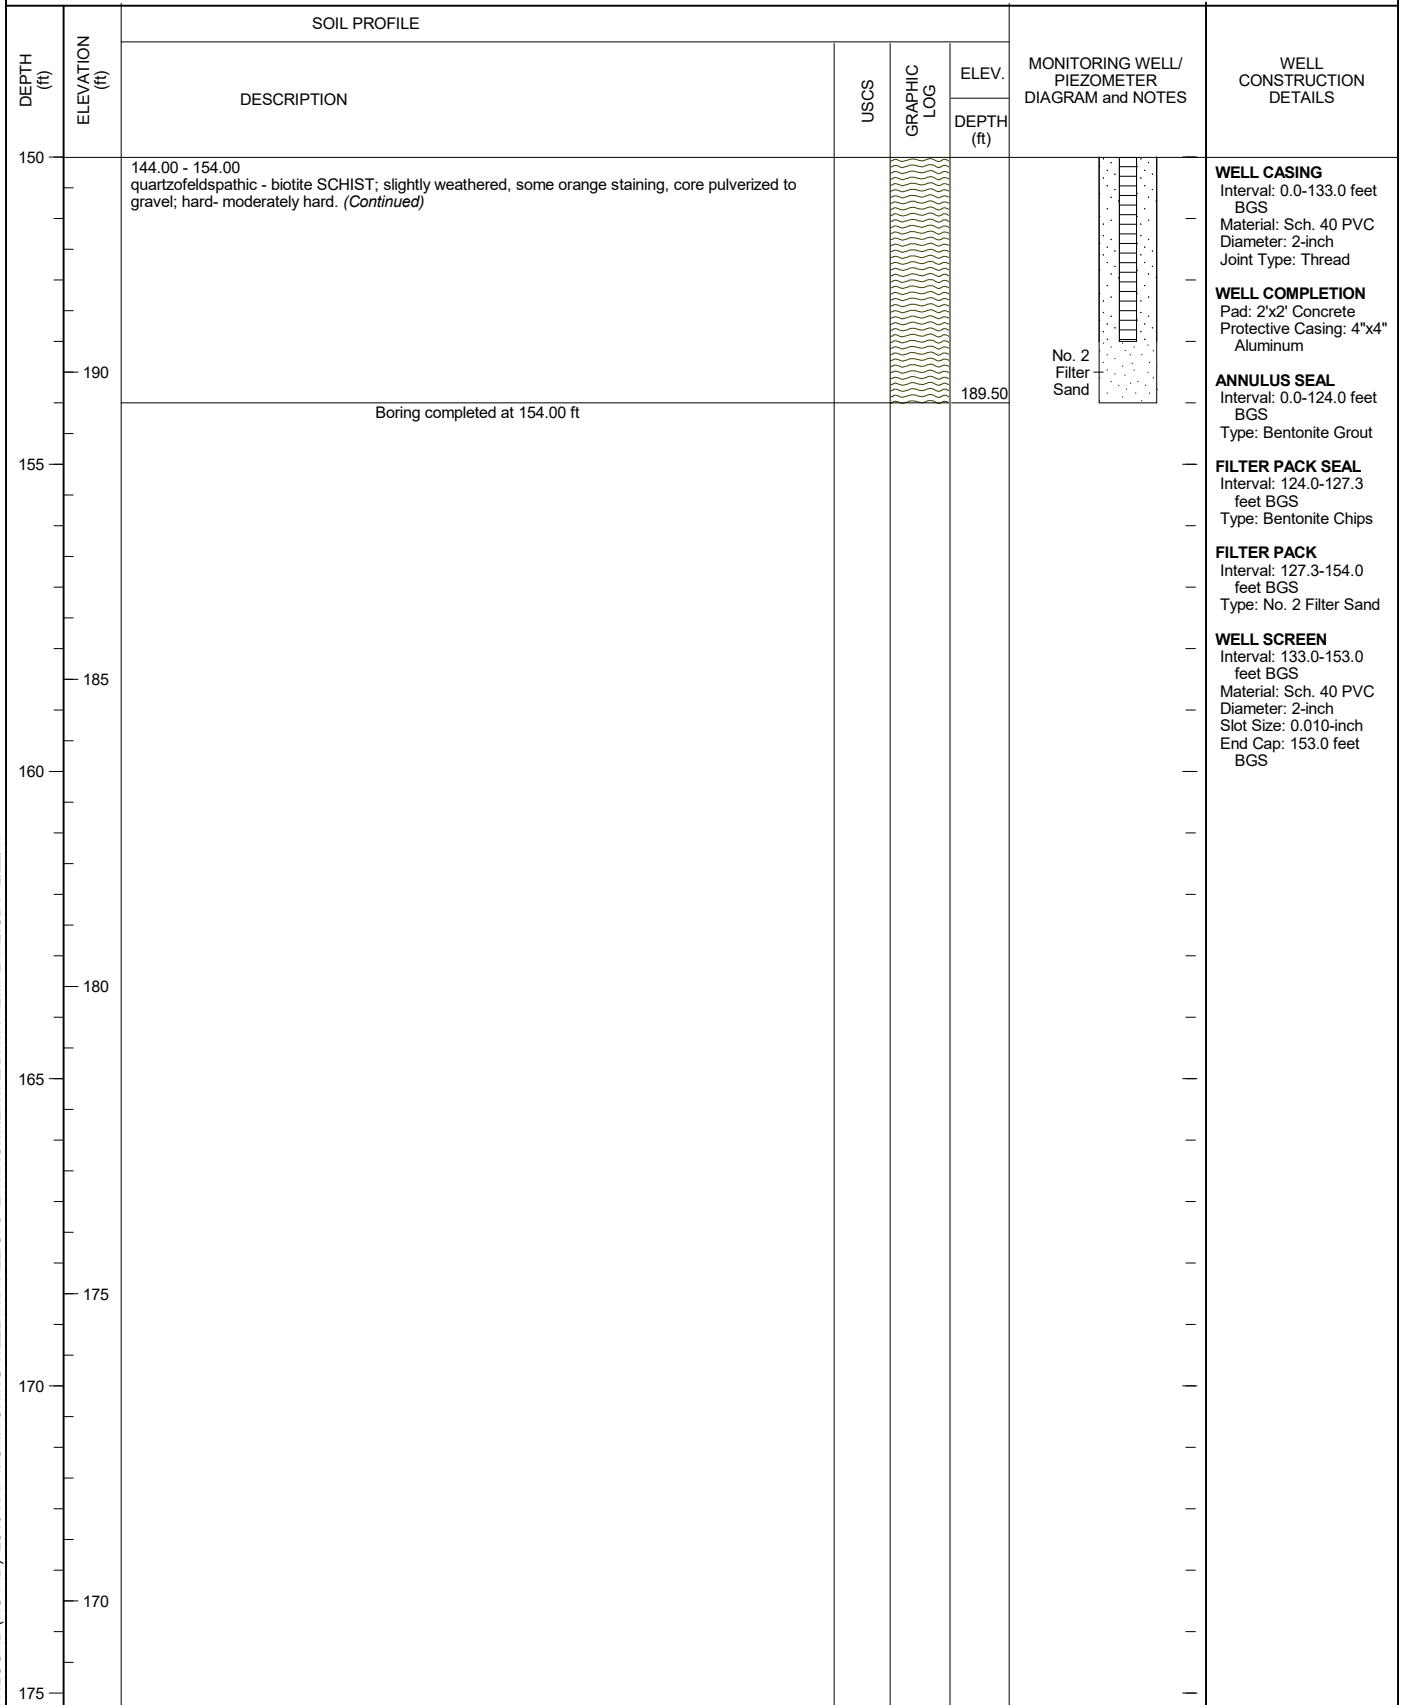 SOIL PROFILE
DEPTH
(ft)
ELEVATION
(ft)
DESCRIPTION
USCS
GRAPHIC
LOG
ELEV.
DEPTH
(ft)
MONITORING WELL/
PIEZOMETER
DIAGRAM and NOTES
WELL
CONSTRUCTION
DETAILS
150
144.00 - 154.00
quartzofeldspathic - biotite SCHIST; slightly weathered, some orange staining, core pulverized to
gravel; hard- moderately hard. (Continued)
190
189.50
No. 2
Filter
Sand
Boring completed at 154.00 ft
155
185
160
180
165
175
170
170
175
WELL CASING
Interval: 0.0-133.0 feet
BGS
Material: Sch. 40 PVC
Diameter: 2-inch
Joint Type: Thread
WELL COMPLETION
Pad: 2'x2' Concrete
Protective Casing: 4"x4"
Aluminum
ANNULUS SEAL
Interval: 0.0-124.0 feet
BGS
Type: Bentonite Grout
FILTER PACK SEAL
Interval: 124.0-127.3
feet BGS
Type: Bentonite Chips
FILTER PACK
Interval: 127.3-154.0
feet BGS
Type: No. 2 Filter Sand
WELL SCREEN
Interval: 133.0-153.0
feet BGS
Material: Sch. 40 PVC
Diameter: 2-inch
Slot Size: 0.010-inch
End Cap: 153.0 feet
BGS